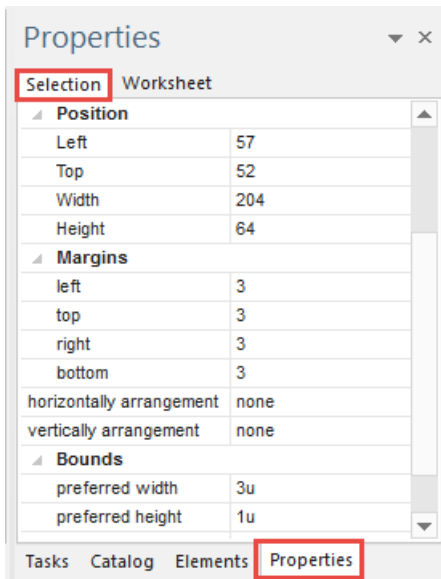 Properties
Selection Worksheet
Position
Left 57
Top 52
Width 204
Height 64
Margins
left 3
top 3
right 3
bottom 3
horizontally arrangement none
vertically arrangement none
Bounds
preferred width 3u
preferred height 1u
Tasks Catalog Elements Properties